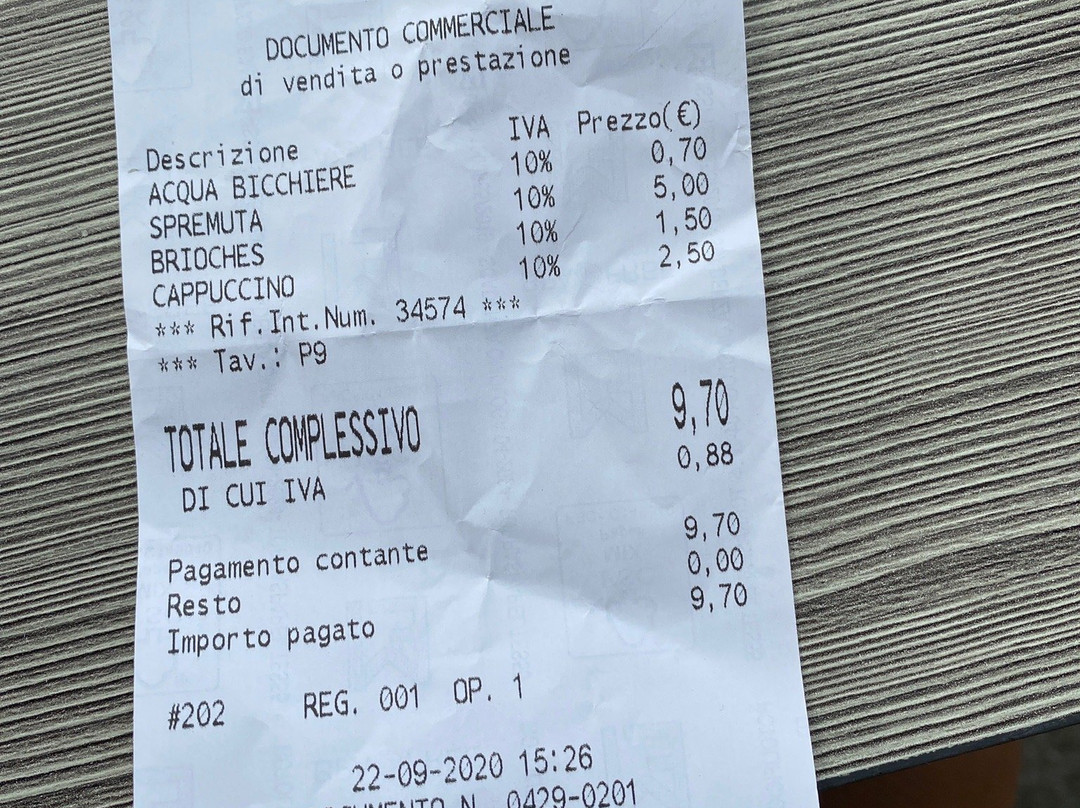 DOCUMENTO COMMERCIALE
di vendita o prestazione
Descrizione IVA Prezzo(€)
ACQUA BICCHIERE 10% 0,70
SPREMUTA 10% 5,00
BRIOCHES 10% 1,50
CAPPUCCINO 10% 2,50
*** Rif.Int.Num. 34574 ***
*** Tav.: P9
TOTALE COMPLESSIVO 9,70
DI CUI IVA 0,88
Pagamento contante 9,70
Resto 0,00
Importo pagato 9,70
#202 REG. 001 OP. 1
22-09-2020 15:26
DOCUMENTO N. 0429-0201